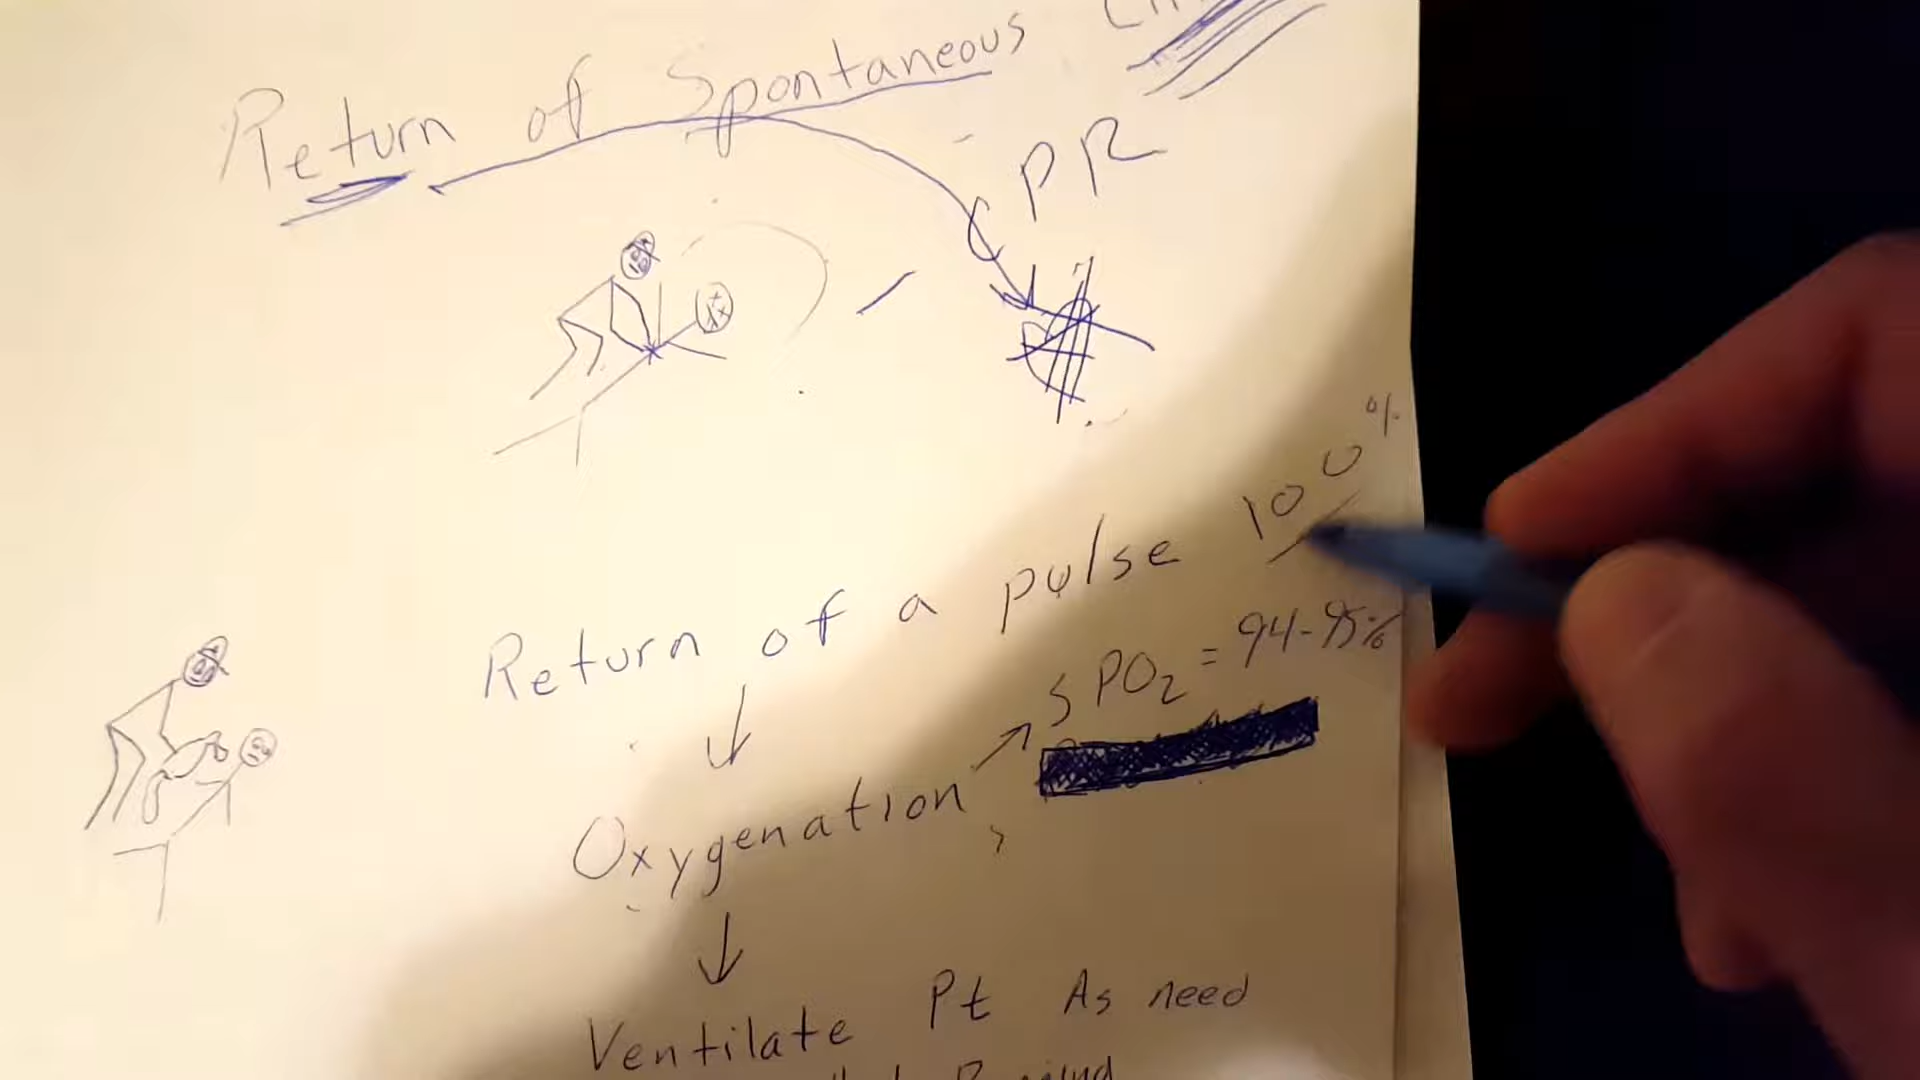 Return of Spontaneous
CPR
100%
Return of a pulse
SPO2 = 94-95%
Oxygenation
Ventilate Pt As need